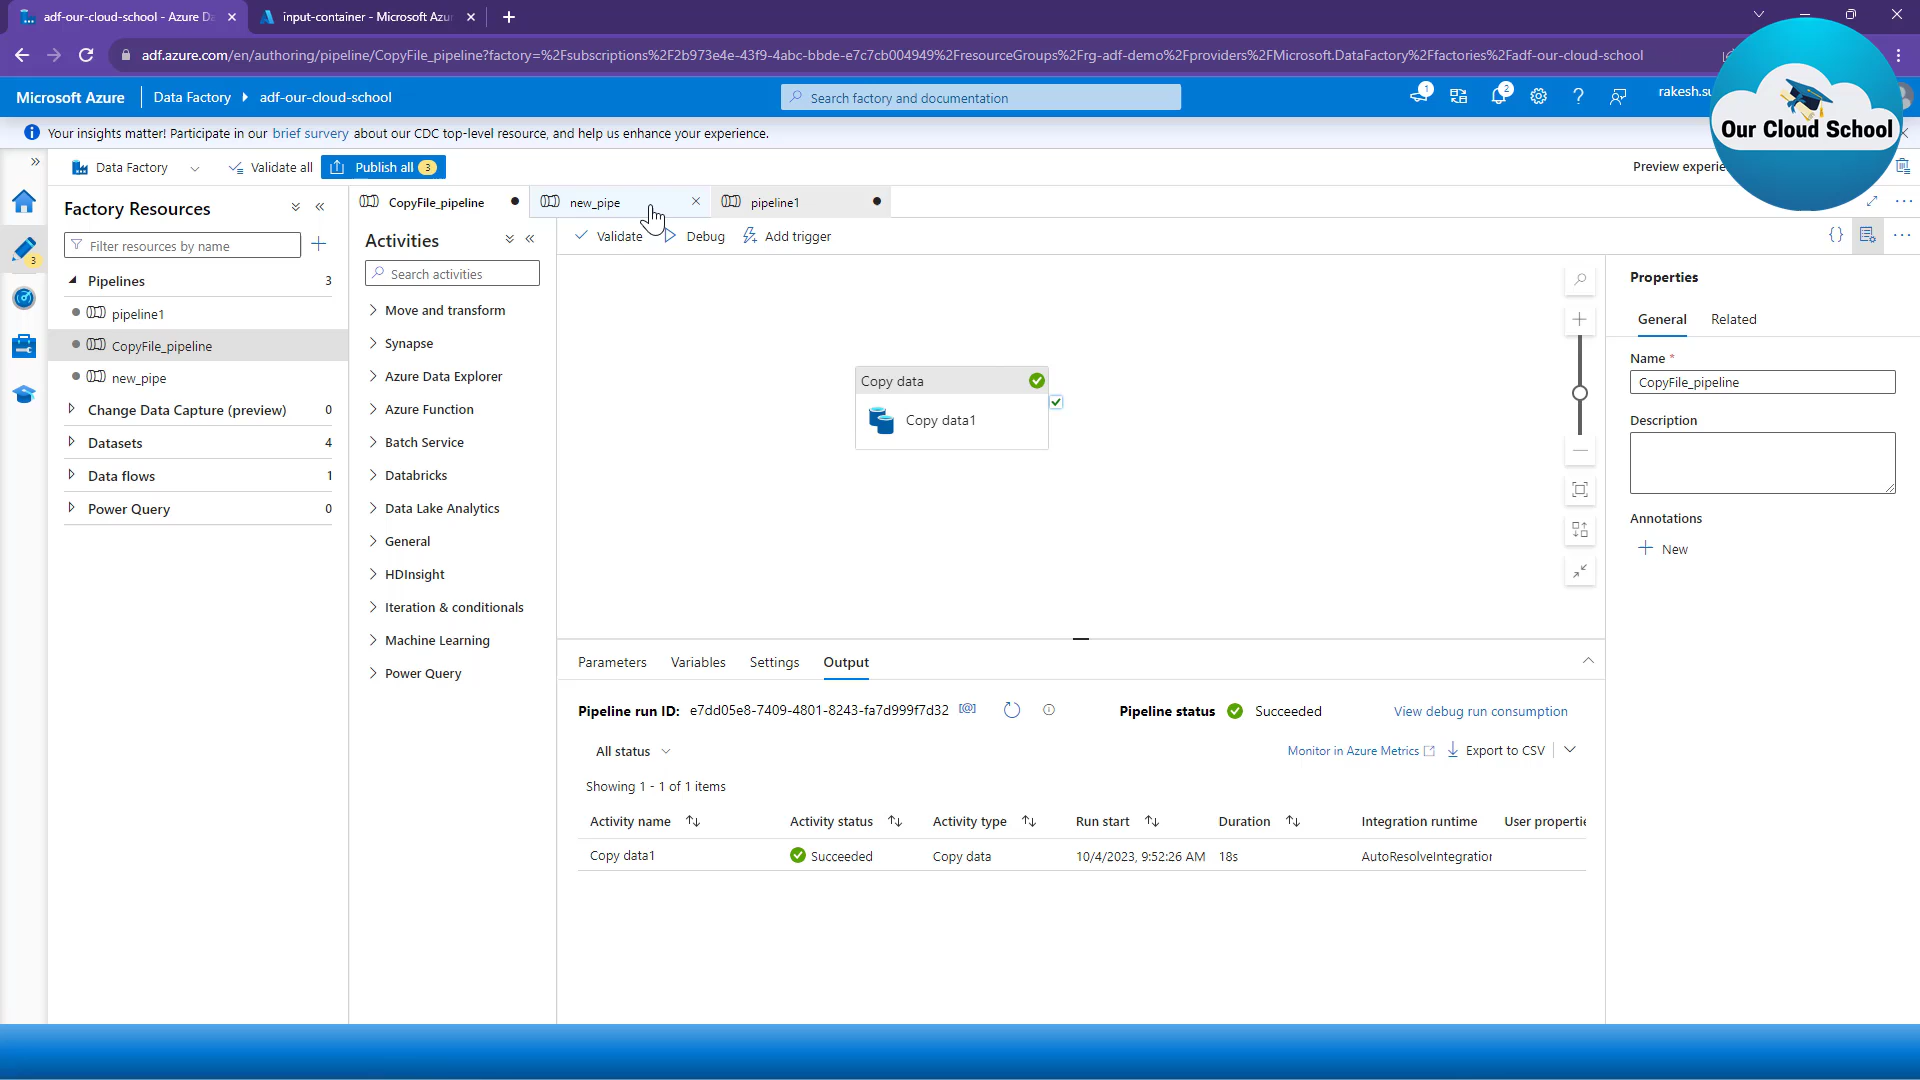 adf-our-cloud-school - Azure Da
input-container - Microsoft Azu
adf.azure.com/en/authoring/pipeline/CopyFile_pipeline?factory=%2Fsubscriptions%2F2b973e4e-43f9-4abc-bbde-e7c7cb004949%2FresourceGroups%2Frg-adf-demo%2Fproviders%2FMicrosoft.DataFactory%2Ffactories%2Fadf-our-cloud-school
Microsoft Azure
Data Factory
adf-our-cloud-school
Search factory and documentation
1
2
rakesh.su
Our Cloud School
Your insights matter! Participate in our brief survey about our CDC top-level resource, and help us enhance your experience.
Data Factory
Validate all
Publish all 3
Preview experie
3
Factory Resources
Filter resources by name
Pipelines 3
pipeline1
CopyFile_pipeline
new_pipe
Change Data Capture (preview) 0
Datasets 4
Data flows 1
Power Query 0
CopyFile_pipeline
new_pipe
pipeline1
Activities
Search activities
Move and transform
Synapse
Azure Data Explorer
Azure Function
Batch Service
Databricks
Data Lake Analytics
General
HDInsight
Iteration & conditionals
Machine Learning
Power Query
Validate
Debug
Add trigger
Copy data
Copy data1
Properties
General
Related
Name *
CopyFile_pipeline
Description
Annotations
New
Parameters
Variables
Settings
Output
Pipeline run ID: e7dd05e8-7409-4801-8243-fa7d999f7d32
Pipeline status Succeeded
View debug run consumption
All status
Monitor in Azure Metrics
Export to CSV
Showing 1 - 1 of 1 items
Activity name Activity status Activity type Run start Duration Integration runtime User propertie
Copy data1 Succeeded Copy data 10/4/2023, 9:52:26 AM 18s AutoResolveIntegration